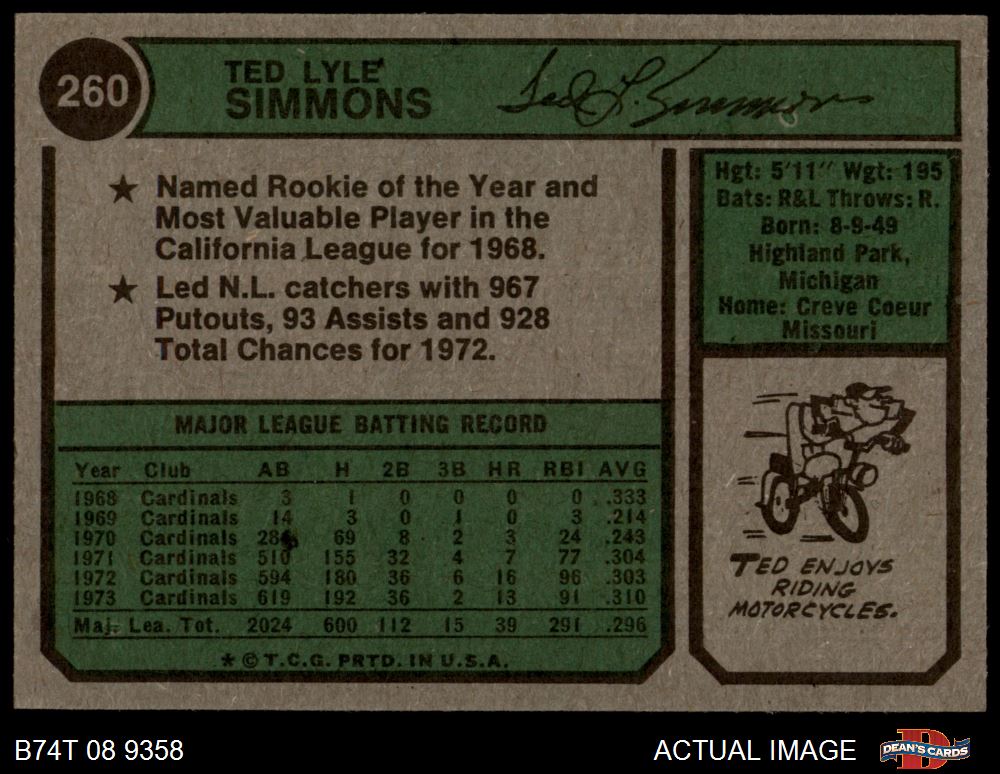 260
TED LYLE
SIMMONS
Ted L. Simmons
★ Named Rookie of the Year and
Most Valuable Player in the
California League for 1968.
★ Led N.L. catchers with 967
Putouts, 93 Assists and 928
Total Chances for 1972.
Hgt: 5'11" Wgt: 195
Bats: R&L Throws: R.
Born: 8-9-49
Highland Park,
Michigan
Home: Creve Coeur
Missouri
MAJOR LEAGUE BATTING RECORD
Year Club AB H 2B 3B HR RBI AVG
1968 Cardinals 3 1 0 0 0 0 .333
1969 Cardinals 14 3 0 1 0 3 .214
1970 Cardinals 69 8 2 3 24 .243
1971 Cardinals 510 155 32 4 7 77 .304
1972 Cardinals 594 180 36 6 16 96 .303
1973 Cardinals 619 192 36 2 13 91 .310
Maj. Lea. Tot. 2024 600 112 15 39 291 .296
★ © T.C.G. PRTD. IN U.S.A.
TED ENJOYS
RIDING
MOTORCYCLES.
B74T 08 9358
ACTUAL IMAGE
DEAN'S CARDS